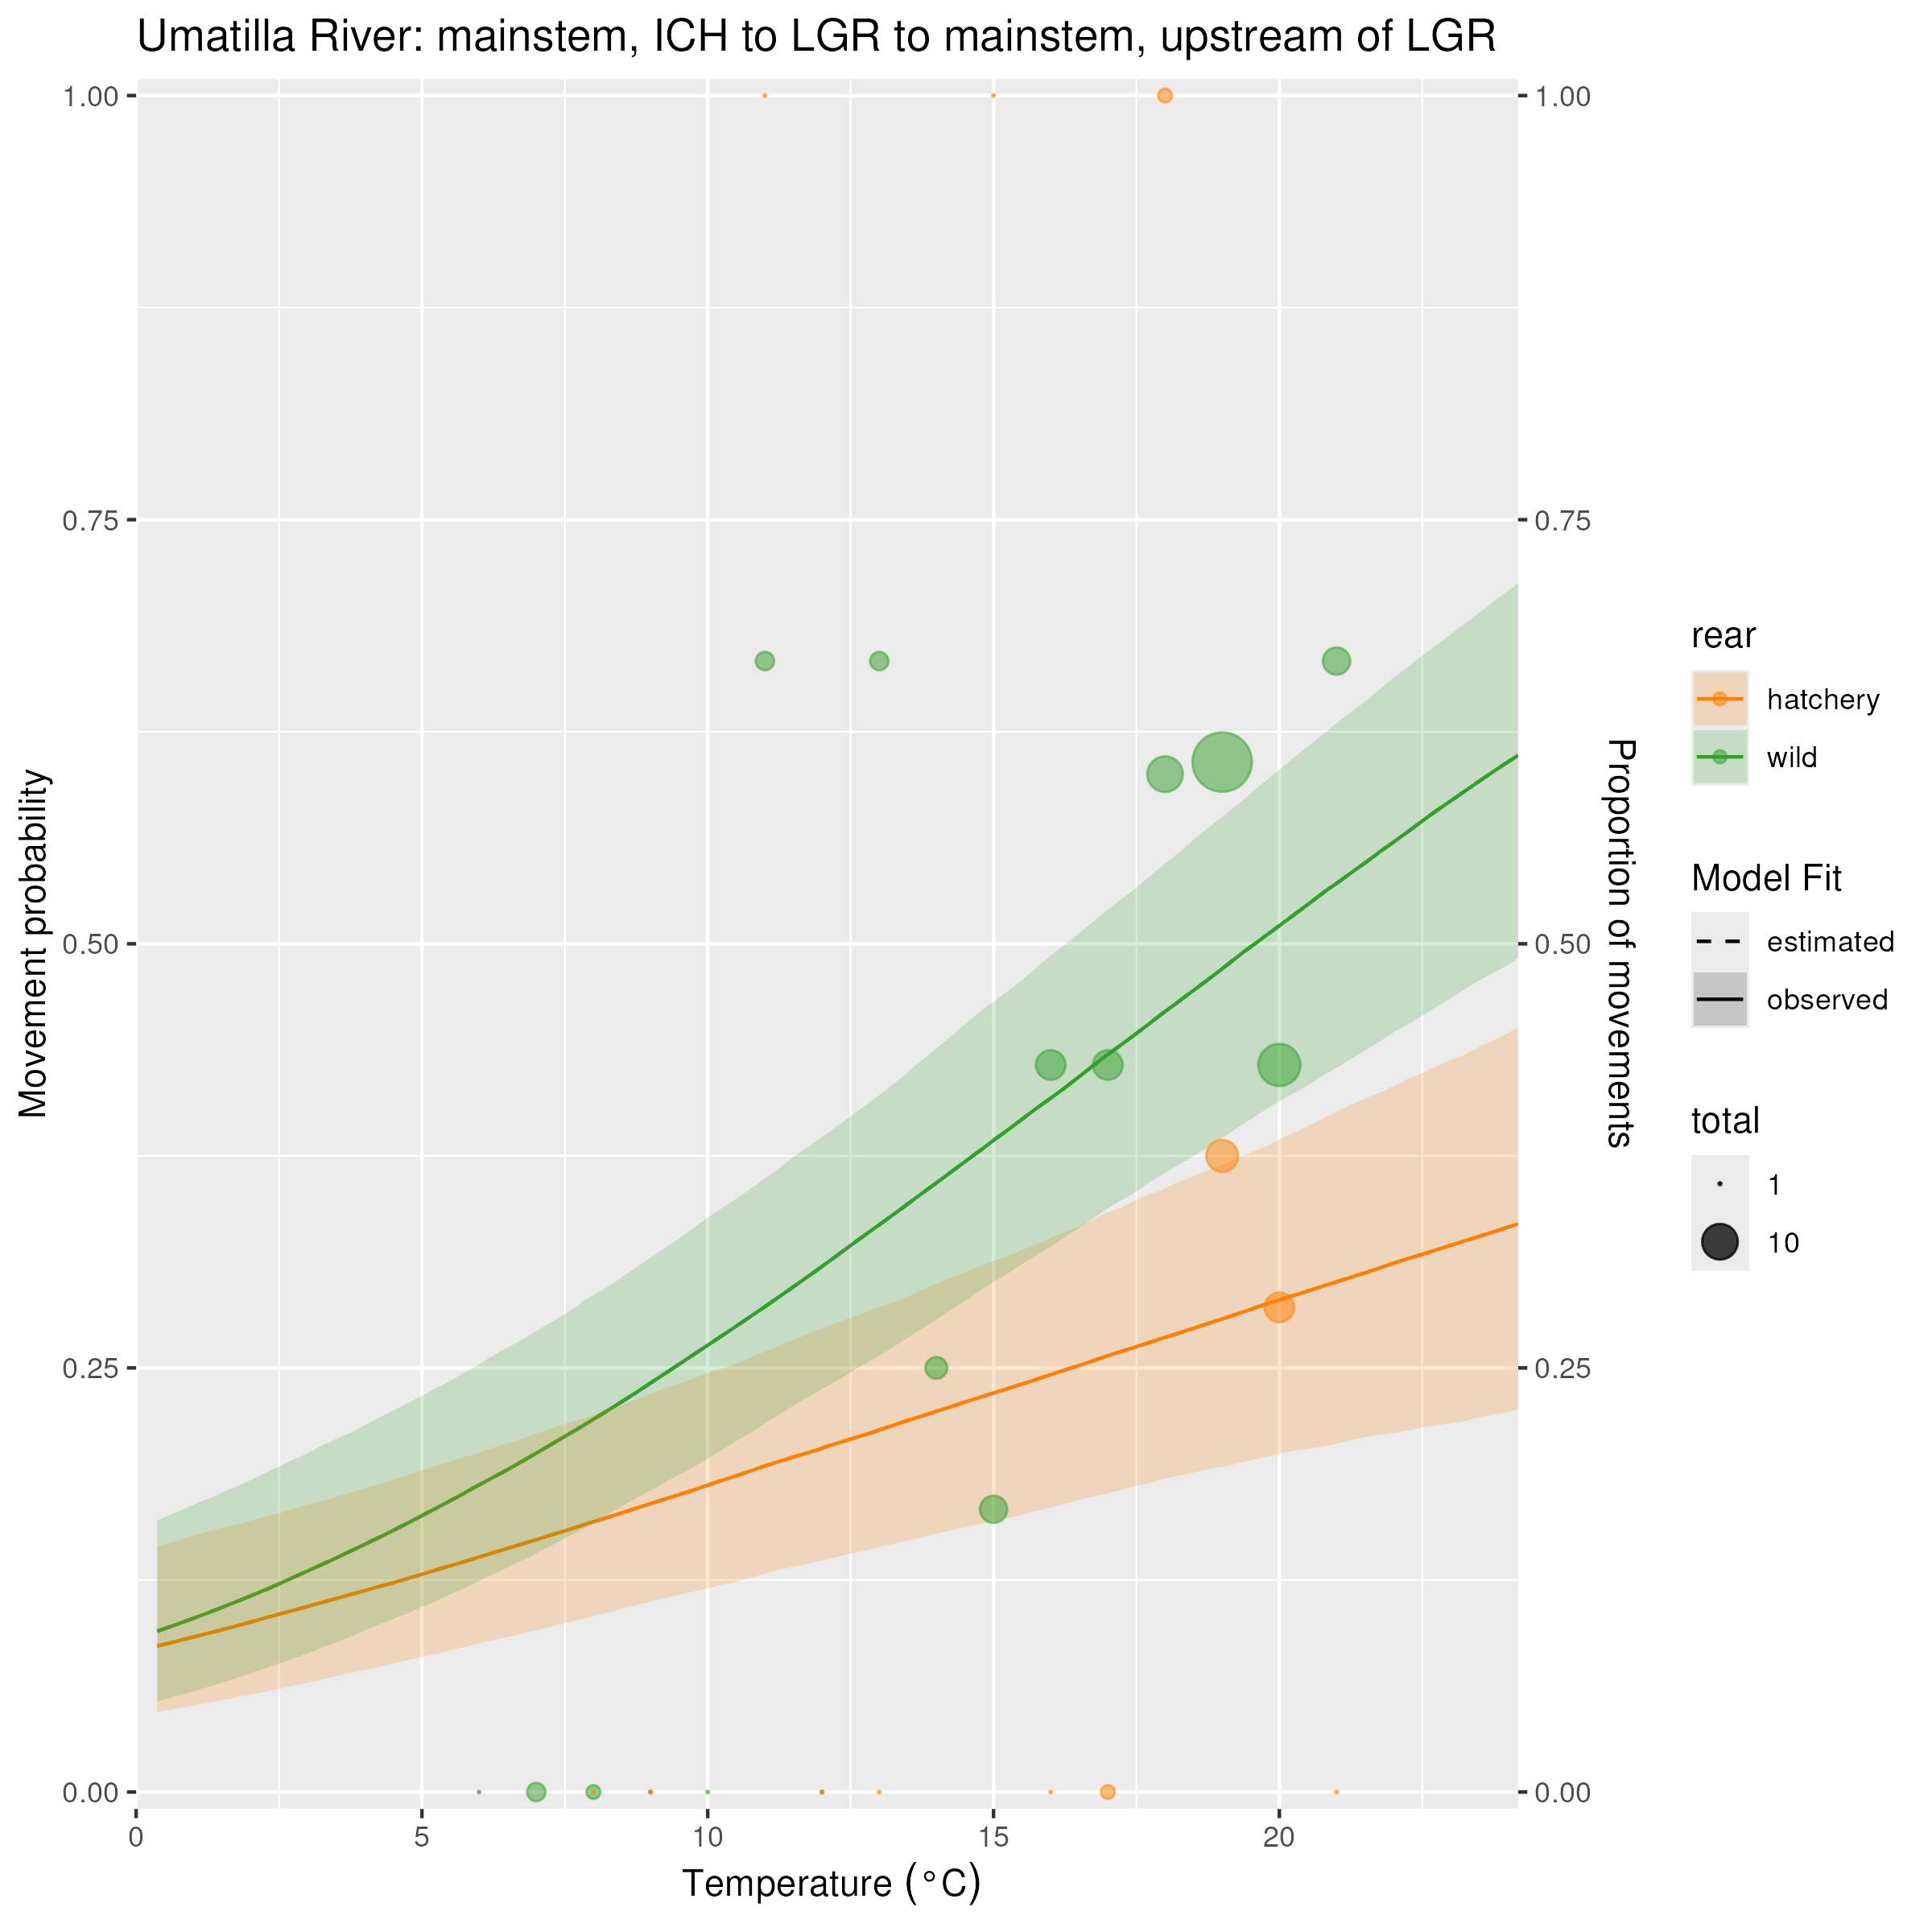 Umatilla River: mainstem, ICH to LGR to mainstem, upstream of LGR
Movement probability
1.00
0.75
0.50
0.25
0.00
0
5
10
15
20
Temperature (°C)
1.00
0.75
0.50
0.25
0.00
Proportion of movements
rear
hatchery
wild
Model Fit
estimated
observed
total
1
10